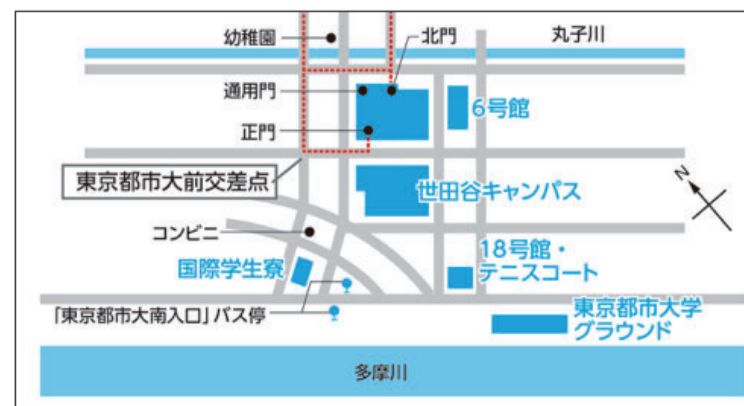 幼稚園
北門
丸子川
通用門
6号館
正門
東京都市大前交差点
世田谷キャンパス
N
コンビニ
18号館・
テニスコート
国際学生寮
「東京都市大南入口」バス停
東京都市大学
グラウンド
多摩川